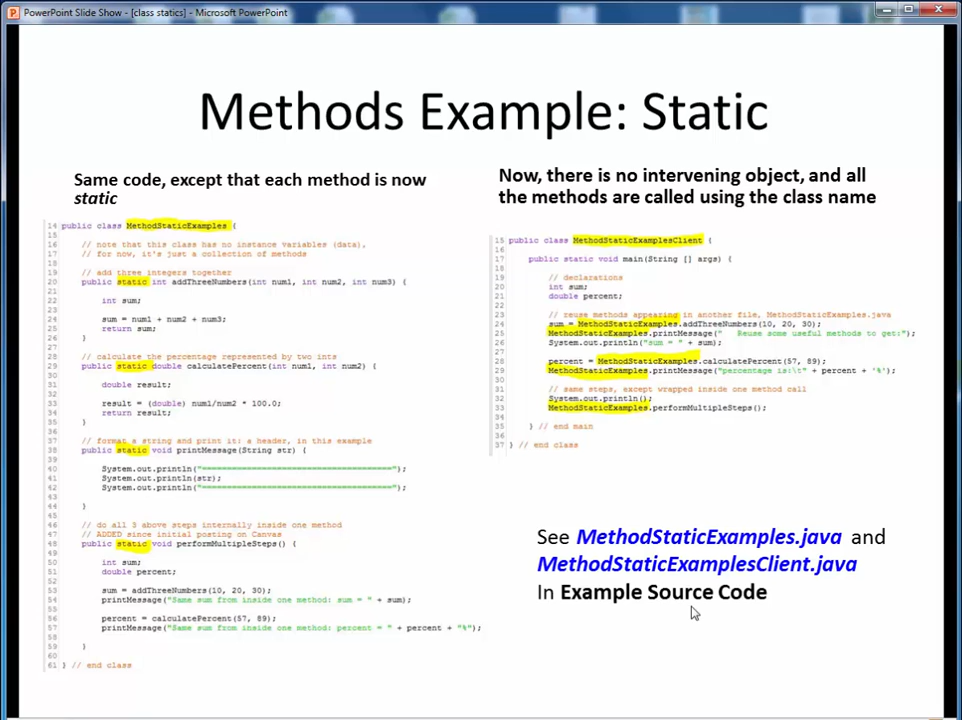 PowerPoint Slide Show - [class statics] - Microsoft PowerPoint
Methods Example: Static
Same code, except that each method is now
static
14 public class MethodStaticExamples {
15
16 // note that this class has no instance variables (data),
17 // for now, it's just a collection of methods
18
19 // add three integers together
20 public static int addThreeNumbers(int num1, int num2, int num3) {
21
22 int sum;
23
24 sum = num1 + num2 + num3;
25 return sum;
26 }
27
28 // calculate the percentage represented by two ints
29 public static double calculatePercent(int num1, int num2) {
30
31 double result;
32
33 result = (double) num1/num2 * 100.0;
34 return result;
35 }
36
37 // format a string and print it: a header, in this example
38 public static void printMessage(String str) {
39
40 System.out.println("=====================================");
41 System.out.println(str);
42 System.out.println("=====================================");
43
44 }
45
46 // do all 3 above steps internally inside one method
47 // ADDED since initial posting on Canvas
48 public static void performMultipleSteps() {
49
50 int sum;
51 double percent;
52
53 sum = addThreeNumbers(10, 20, 30);
54 printMessage("Same sum from inside one method: sum = " + sum);
55
56 percent = calculatePercent(57, 89);
57 printMessage("Same sum from inside one method: percent = " + percent + "%");
58
59 }
60
61 } // end class
Now, there is no intervening object, and all
the methods are called using the class name
15 public class MethodStaticExamplesClient {
16
17 public static void main(String [] args) {
18
19 // declarations
20 int sum;
21 double percent;
22
23 // reuse methods appearing in another file, MethodStaticExamples.java
24 sum = MethodStaticExamples.addThreeNumbers(10, 20, 30);
25 MethodStaticExamples.printMessage("   Reuse some useful methods to get:");
26 System.out.println("sum = " + sum);
27
28 percent = MethodStaticExamples.calculatePercent(57, 89);
29 MethodStaticExamples.printMessage("percentage is:\t" + percent + '%');
30
31 // same steps, except wrapped inside one method call
32 System.out.println();
33 MethodStaticExamples.performMultipleSteps();
34
35 } // end main
36
37 } // end class
See MethodStaticExamples.java and
MethodStaticExamplesClient.java
In Example Source Code